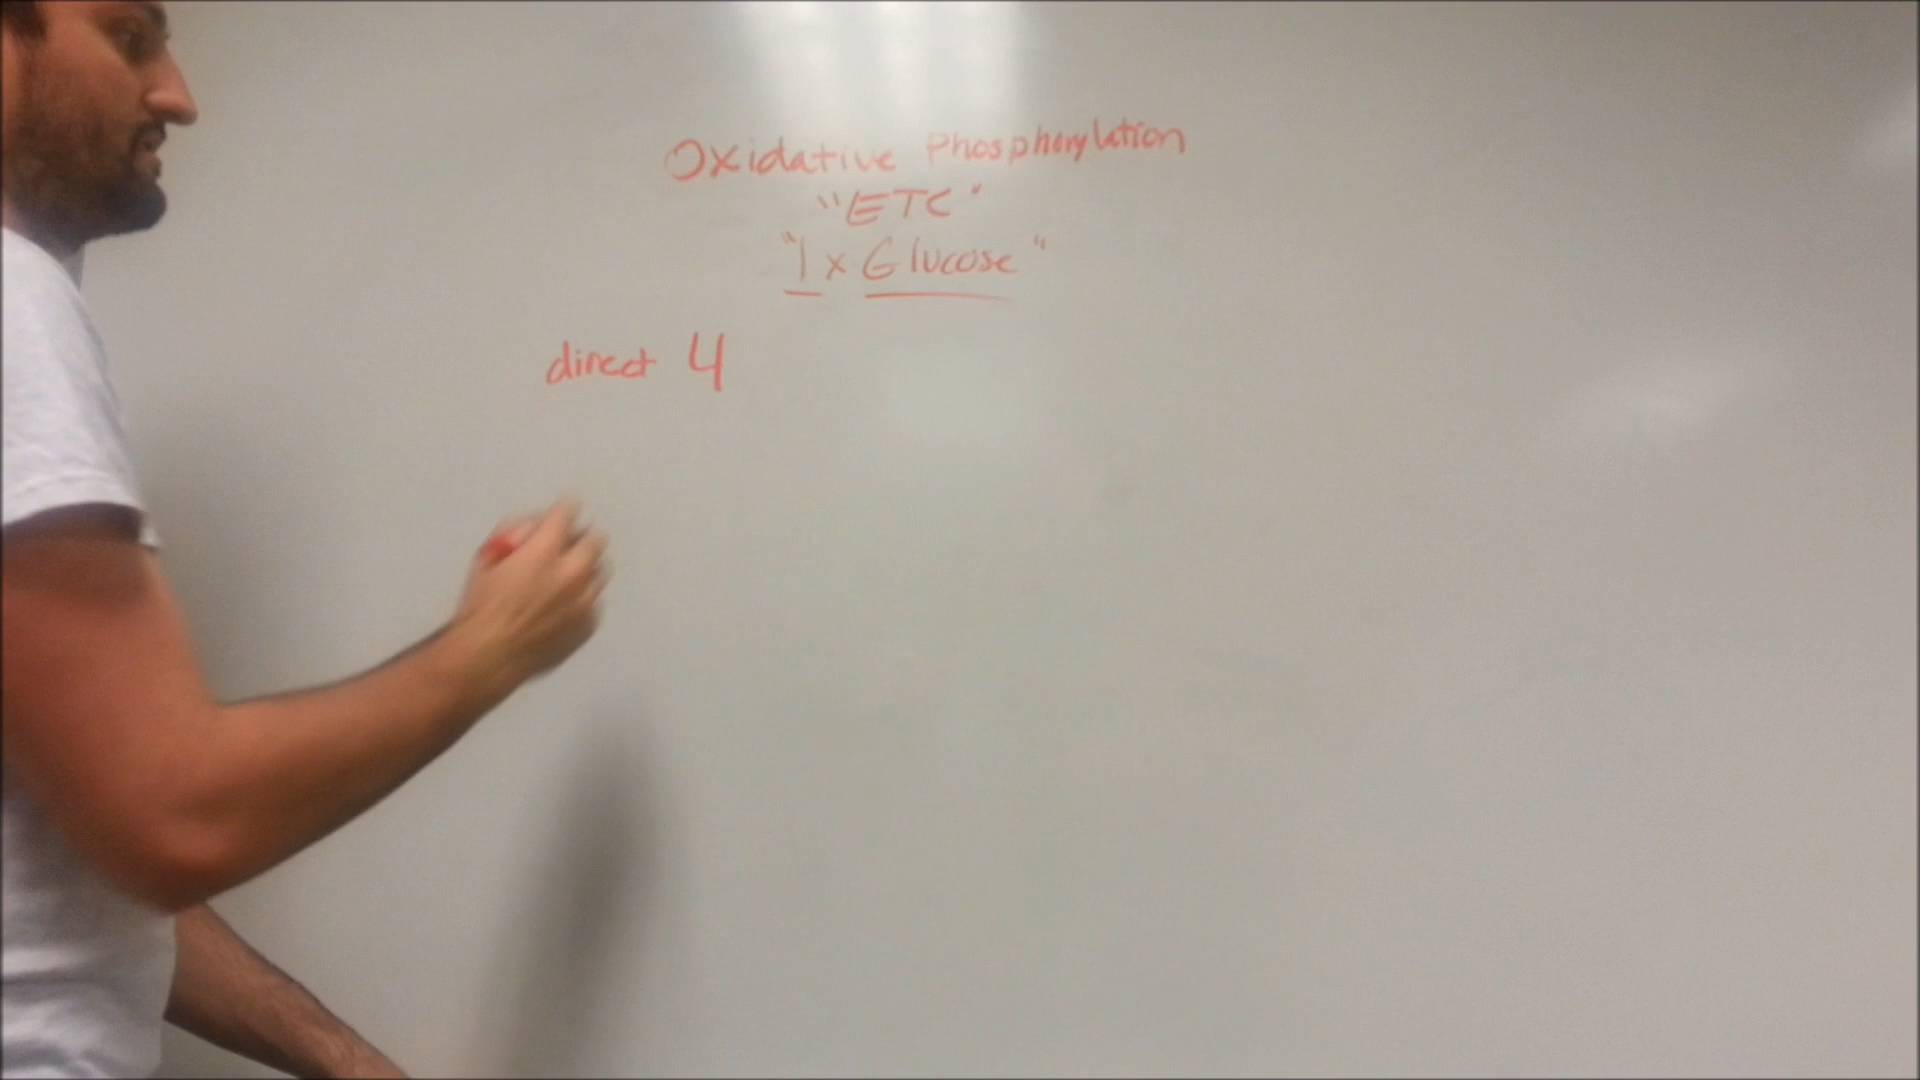 Oxidative Phosphorylation
"ETC"
"1 x Glucose"
direct 4